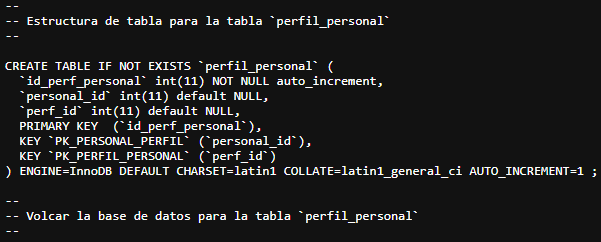 --
-- Estructura de tabla para la tabla `perfil_personal`
--
CREATE TABLE IF NOT EXISTS `perfil_personal` (
  `id_perf_personal` int(11) NOT NULL auto_increment,
  `personal_id` int(11) default NULL,
  `perf_id` int(11) default NULL,
  PRIMARY KEY  (`id_perf_personal`),
  KEY `PK_PERSONAL_PERFIL` (`personal_id`),
  KEY `PK_PERFIL_PERSONAL` (`perf_id`)
) ENGINE=InnoDB DEFAULT CHARSET=latin1 COLLATE=latin1_general_ci AUTO_INCREMENT=1 ;
--
-- Volcar la base de datos para la tabla `perfil_personal`
--